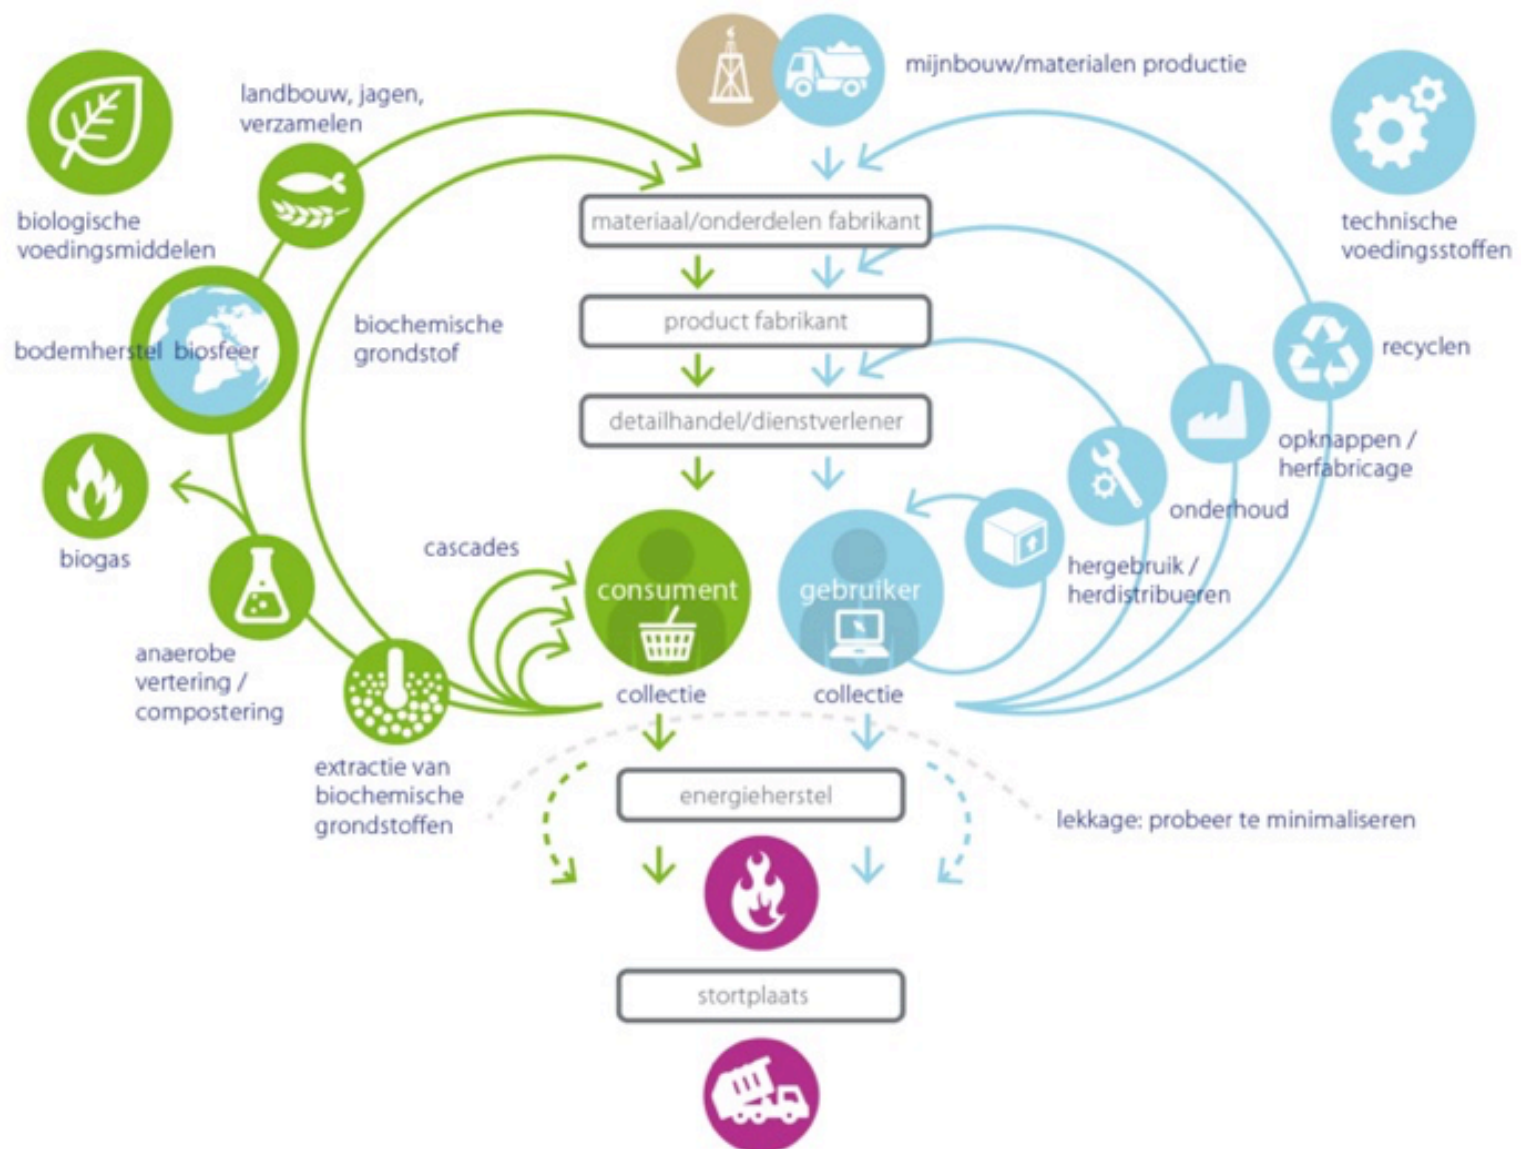 mijnbouw/materialen productie
landbouw, jagen,
verzamelen
biologische
voedingsmiddelen
technische
voedingsstoffen
materiaal/onderdelen fabrikant
product fabrikant
biochemische
grondstof
bodemherstel biosfeer
recyclen
detailhandel/dienstverlener
opknappen /
herfabricage
onderhoud
biogas
cascades
hergebruik /
herdistribueren
consument
gebruiker
anaerobe
vertering /
compostering
collectie
collectie
extractie van
biochemische
grondstoffen
energieherstel
lekkage: probeer te minimaliseren
stortplaats